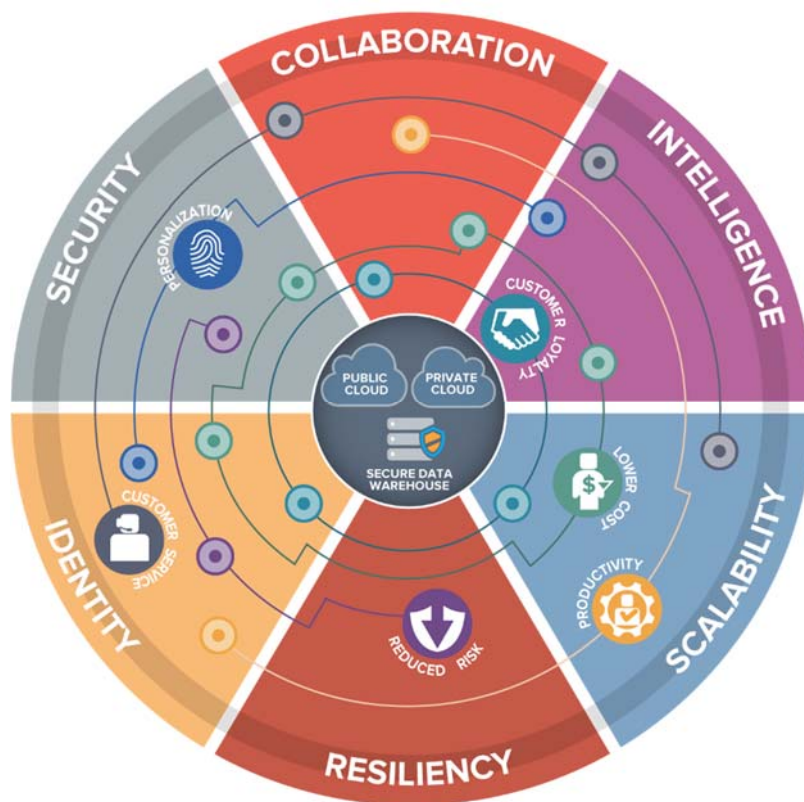 COLLABORATION
INTELLIGENCE
SECURITY
PERSONALIZATION
CUSTOMER LOYALTY
PUBLIC
CLOUD
PRIVATE
CLOUD
SECURE DATA
WAREHOUSE
LOWER COST
CUSTOMER SERVICE
IDENTITY
PRODUCTIVITY
SCALABILITY
REDUCED RISK
RESILIENCY